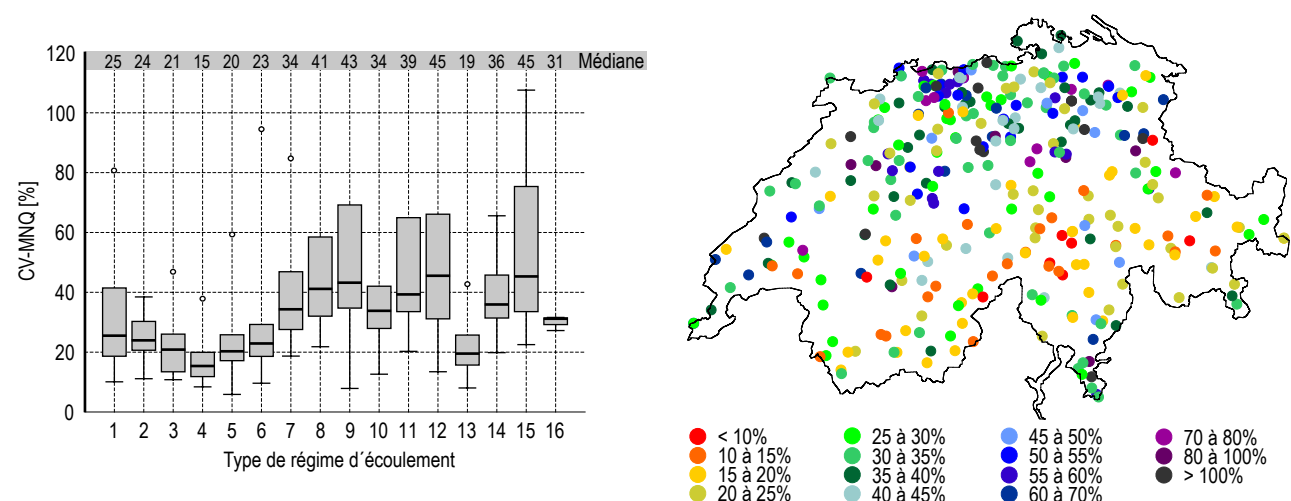 25 24 21 15 20 23 34 41 43 34 39 45 19 36 45 31 Médiane
120
100
80
60
40
20
0
CV-MNQ [%]
1 2 3 4 5 6 7 8 9 10 11 12 13 14 15 16
Type de régime d´écoulement
< 10%
10 à 15%
15 à 20%
20 à 25%
25 à 30%
30 à 35%
35 à 40%
40 à 45%
45 à 50%
50 à 55%
55 à 60%
60 à 70%
70 à 80%
80 à 100%
> 100%